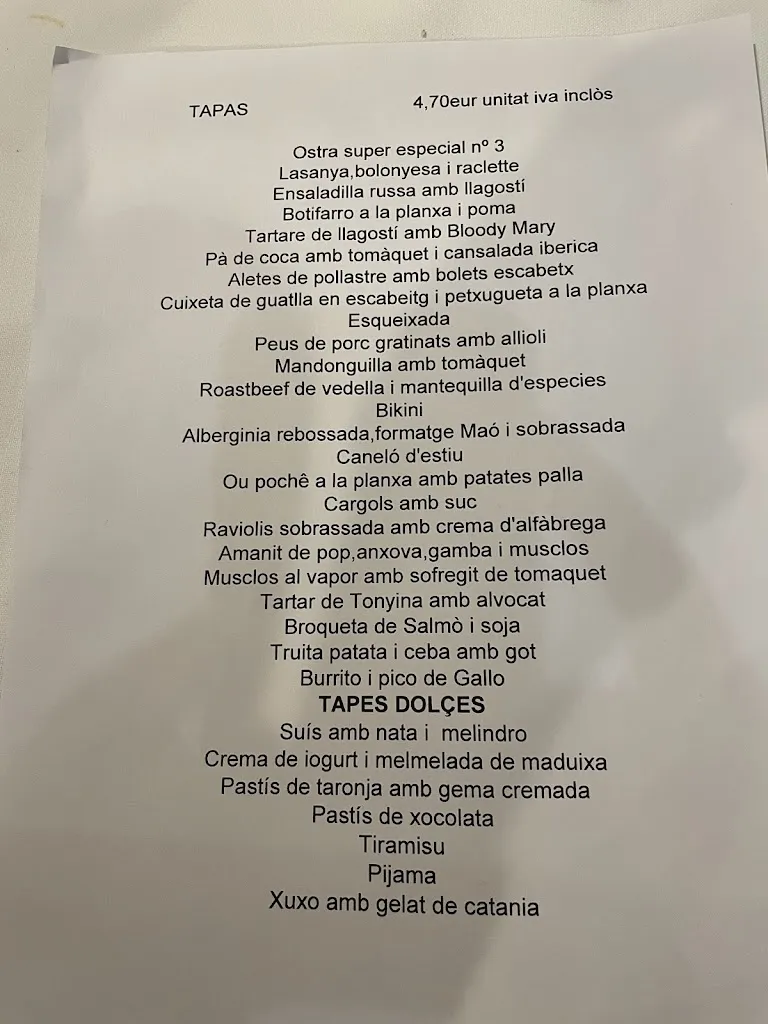 TAPAS 4,70eur unitat iva inclòs
Ostra super especial nº 3
Lasanya,bolonyesa i raclette
Ensaladilla russa amb llagostí
Botifarro a la planxa i poma
Tartare de llagostí amb Bloody Mary
Pà de coca amb tomàquet i cansalada iberica
Aletes de pollastre amb bolets escabetx
Cuixeta de guatlla en escabeitg i petxugueta a la planxa
Esqueixada
Peus de porc gratinats amb allioli
Mandonguilla amb tomàquet
Roastbeef de vedella i mantequilla d'especies
Bikini
Alberginia rebossada,formatge Maó i sobrassada
Caneló d'estiu
Ou pochê a la planxa amb patates palla
Cargols amb suc
Raviolis sobrassada amb crema d'alfàbrega
Amanit de pop,anxova,gamba i musclos
Musclos al vapor amb sofregit de tomaquet
Tartar de Tonyina amb alvocat
Broqueta de Salmò i soja
Truita patata i ceba amb got
Burrito i pico de Gallo
TAPES DOLÇES
Suís amb nata i melindro
Crema de iogurt i melmelada de maduixa
Pastís de taronja amb gema cremada
Pastís de xocolata
Tiramisu
Pijama
Xuxo amb gelat de catania